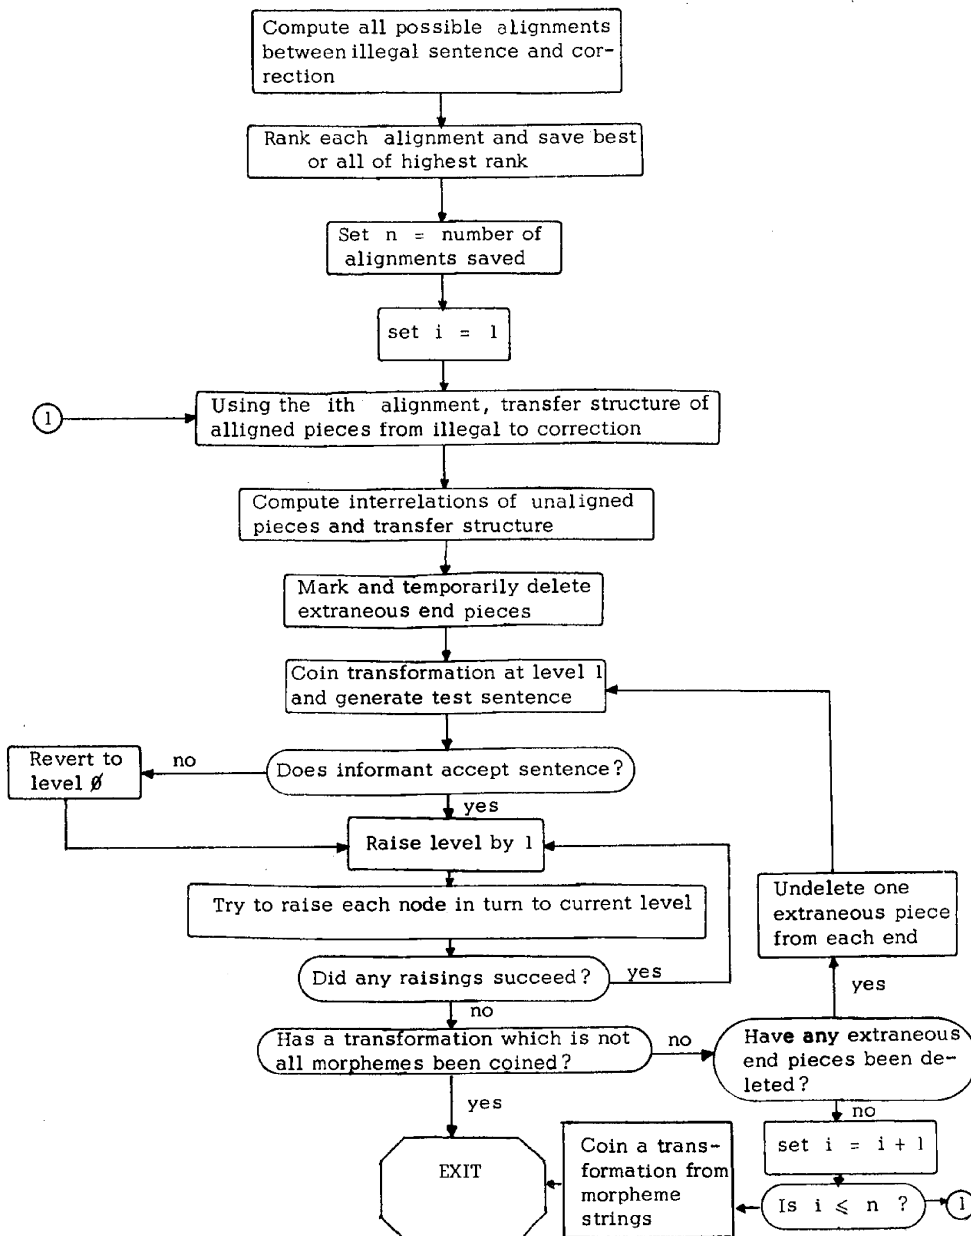 Compute all possible alignments
between illegal sentence and cor-
rection
Rank each alignment and save best
or all of highest rank
Set n = number of
alignments saved
set i = 1
1
Using the ith alignment, transfer structure of
alligned pieces from illegal to correction
Compute interrelations of unaligned
pieces and transfer structure
Mark and temporarily delete
extraneous end pieces
Coin transformation at level 1
and generate test sentence
Revert to
level Ø
no
Does informant accept sentence?
yes
Raise level by 1
Try to raise each node in turn to current level
Did any raisings succeed?
yes
no
Undelete one
extraneous piece
from each end
yes
Has a transformation which is not
all morphemes been coined?
no
Have any extraneous
end pieces been de-
leted?
yes
no
EXIT
Coin a trans-
formation from
morpheme
strings
set i = i + 1
Is i ⩽ n ?
1